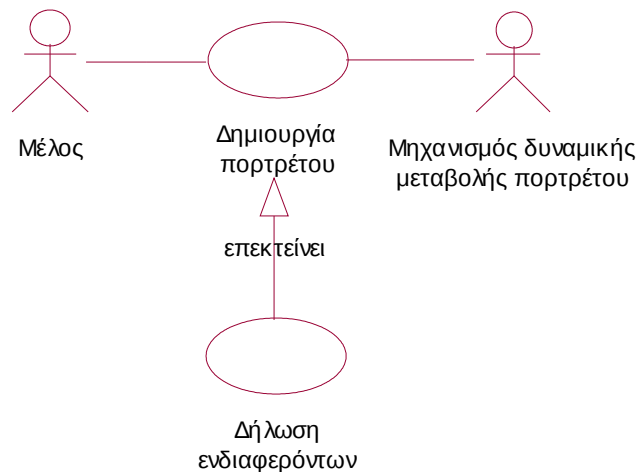 Μέλος
Δημιουργία
πορτρέτου
Μηχανισμός δυναμικής
μεταβολής πορτρέτου
επεκτείνει
Δήλωση
ενδιαφερόντων